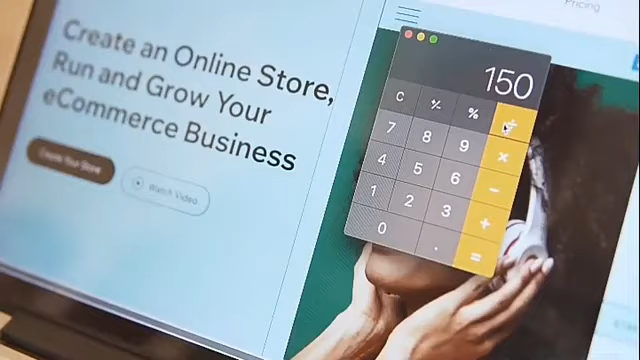 Pricing
Create an Online Store,
Run and Grow Your
eCommerce Business
Create Your Store
Watch Video
150
C +/- % ÷
7 8 9 ×
4 5 6 −
1 2 3 +
0 . =